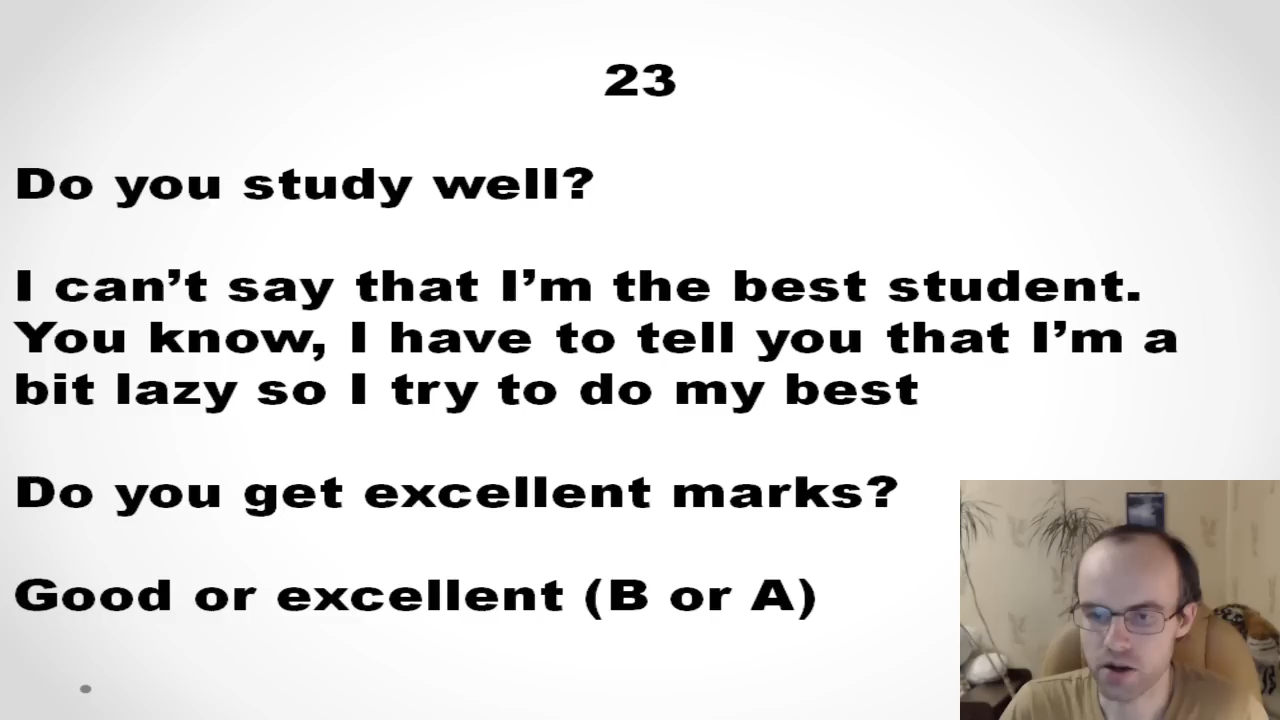 23
Do you study well?
I can’t say that I’m the best student.
You know, I have to tell you that I’m a
bit lazy so I try to do my best
Do you get excellent marks?
Good or excellent (B or A)